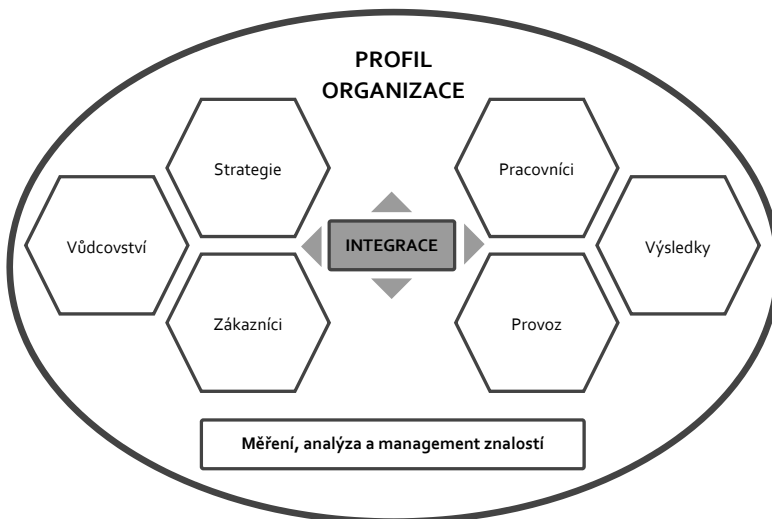 PROFIL
ORGANIZACE
Strategie
Pracovníci
Vůdcovství
INTEGRACE
Výsledky
Zákazníci
Provoz
Měření, analýza a management znalostí